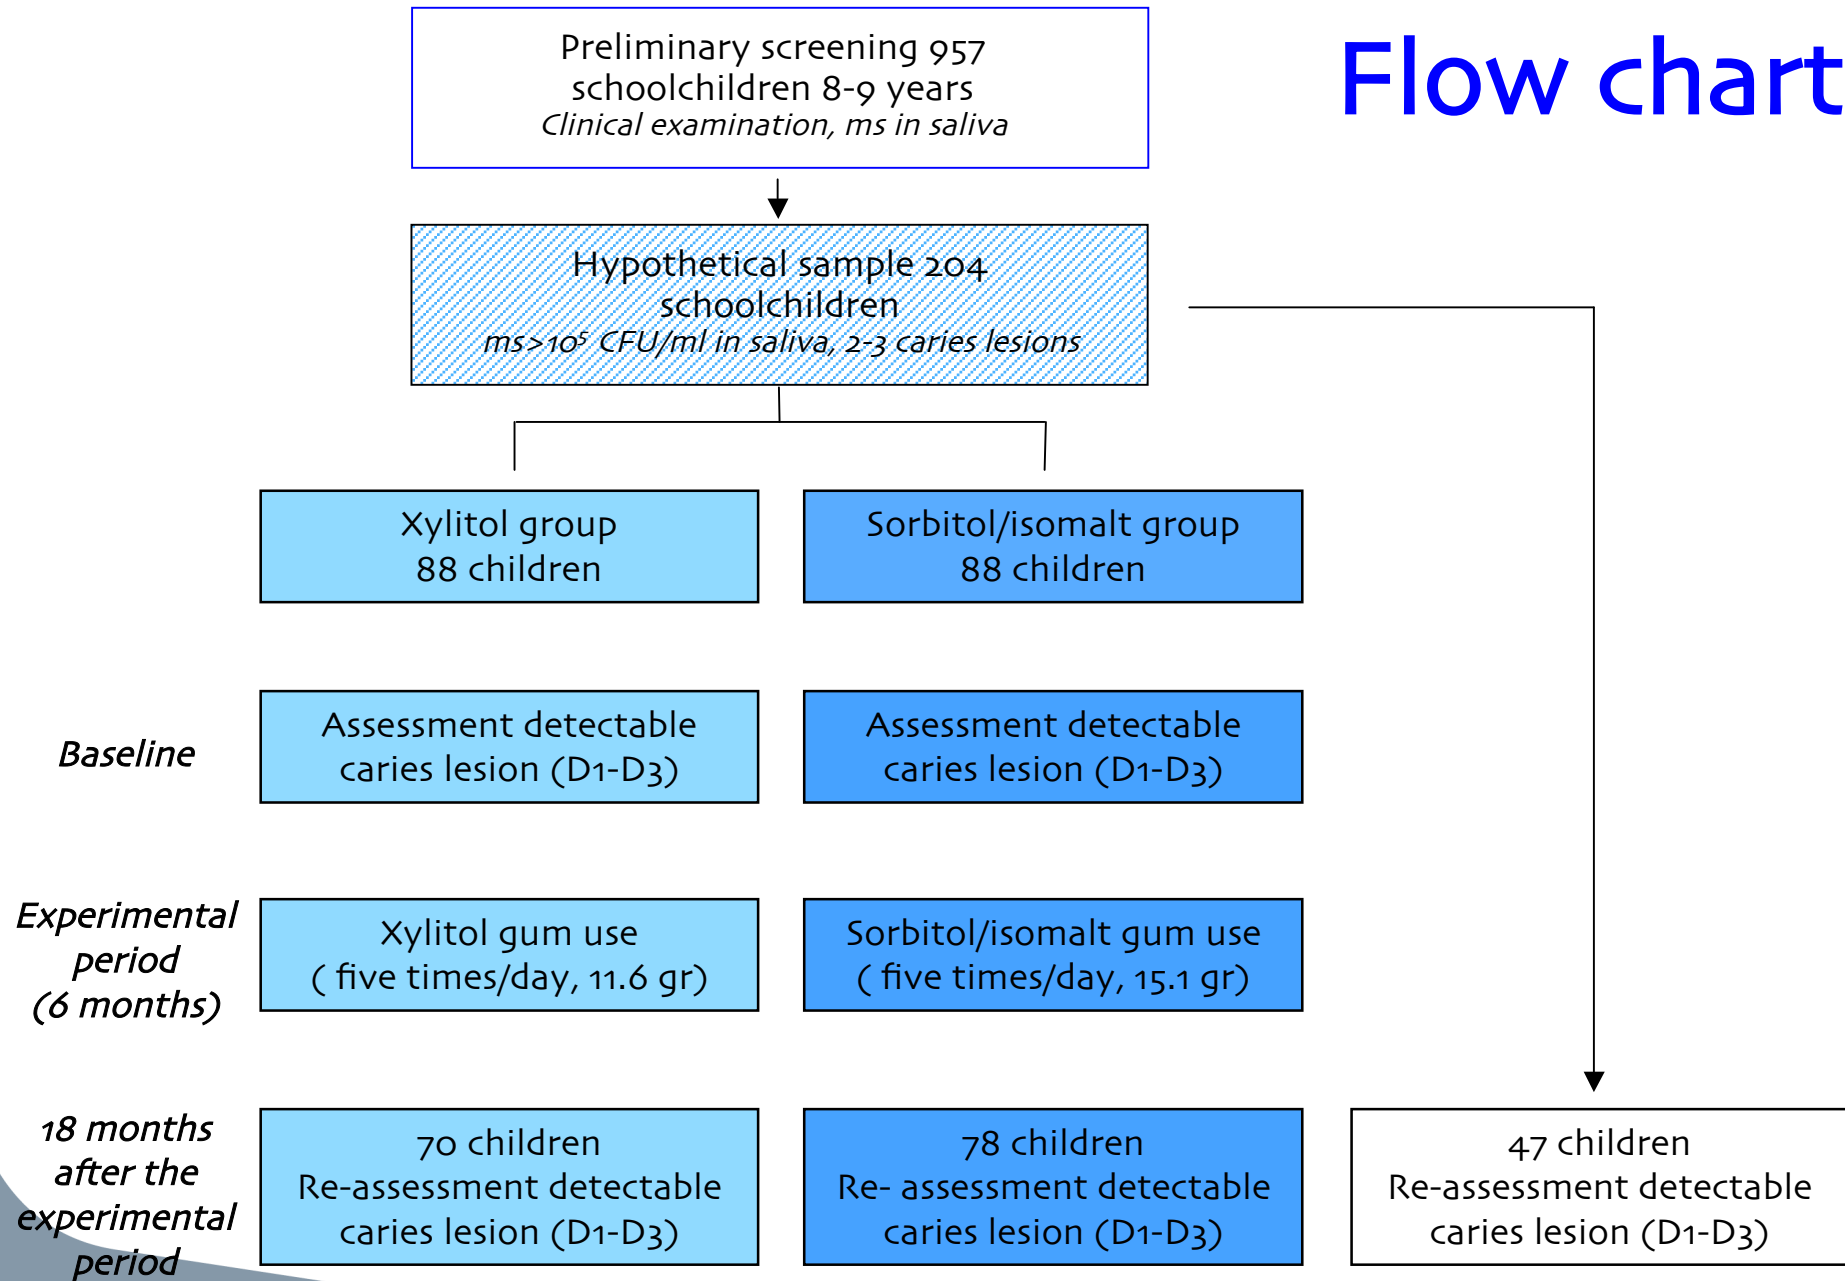 Flow chart
Preliminary screening 957
schoolchildren 8-9 years
Clinical examination, ms in saliva
Hypothetical sample 204
schoolchildren
ms>10⁵ CFU/ml in saliva, 2-3 caries lesions
Xylitol group
88 children
Sorbitol/isomalt group
88 children
Baseline
Assessment detectable
caries lesion (D1-D3)
Assessment detectable
caries lesion (D1-D3)
Experimental
period
(6 months)
Xylitol gum use
( five times/day, 11.6 gr)
Sorbitol/isomalt gum use
( five times/day, 15.1 gr)
18 months
after the
experimental
period
70 children
Re-assessment detectable
caries lesion (D1-D3)
78 children
Re- assessment detectable
caries lesion (D1-D3)
47 children
Re-assessment detectable
caries lesion (D1-D3)